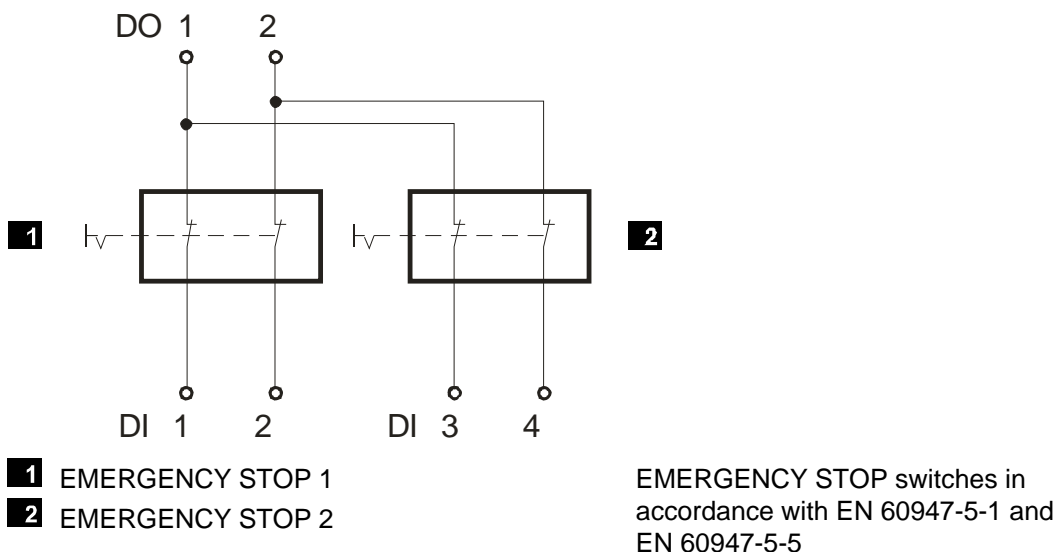 DO 1 2
1
2
DI 1 2 DI 3 4
1 EMERGENCY STOP 1
2 EMERGENCY STOP 2
EMERGENCY STOP switches in
accordance with EN 60947-5-1 and
EN 60947-5-5